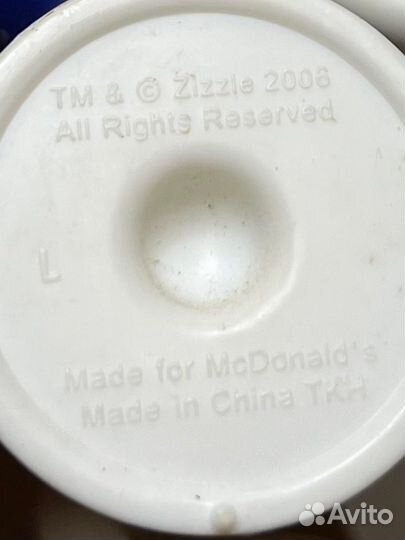 TM & © Zizzle 2006
All Rights Reserved
L
Made for McDonald's
Made in China TKH
Avito